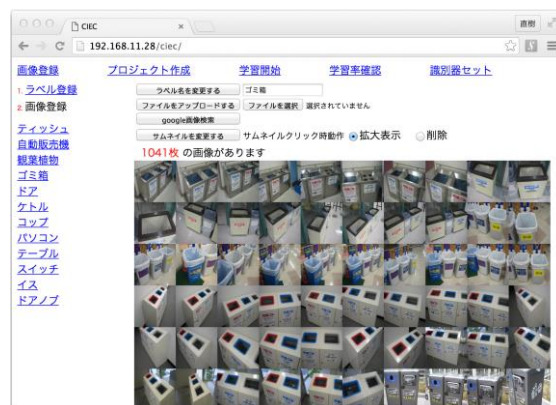 CIEC
直樹
192.168.11.28/ciec/
画像登録 プロジェクト作成 学習開始 学習率確認 識別器セット
1. ラベル登録
2. 画像登録
ティッシュ
自動販売機
観葉植物
ゴミ箱
ドア
ケトル
コップ
パソコン
テーブル
スイッチ
イス
ドアノブ
ラベル名を変更する ゴミ箱
ファイルをアップロードする ファイルを選択 選択されていません
google画像検索
サムネイルを変更する サムネイルクリック時動作 拡大表示 削除
1041枚 の画像があります